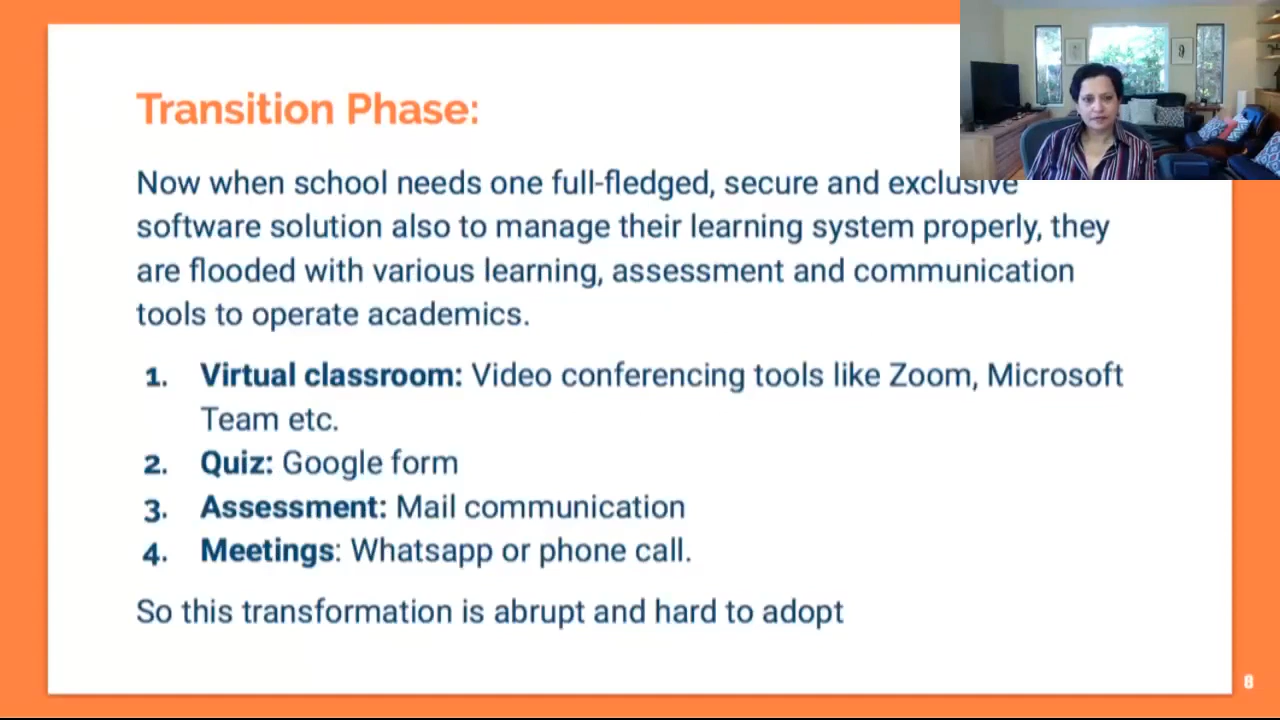 Transition Phase:
Now when school needs one full-fledged, secure and exclusive
software solution also to manage their learning system properly, they
are flooded with various learning, assessment and communication
tools to operate academics.
1. Virtual classroom: Video conferencing tools like Zoom, Microsoft
Team etc.
2. Quiz: Google form
3. Assessment: Mail communication
4. Meetings: Whatsapp or phone call.
So this transformation is abrupt and hard to adopt
8